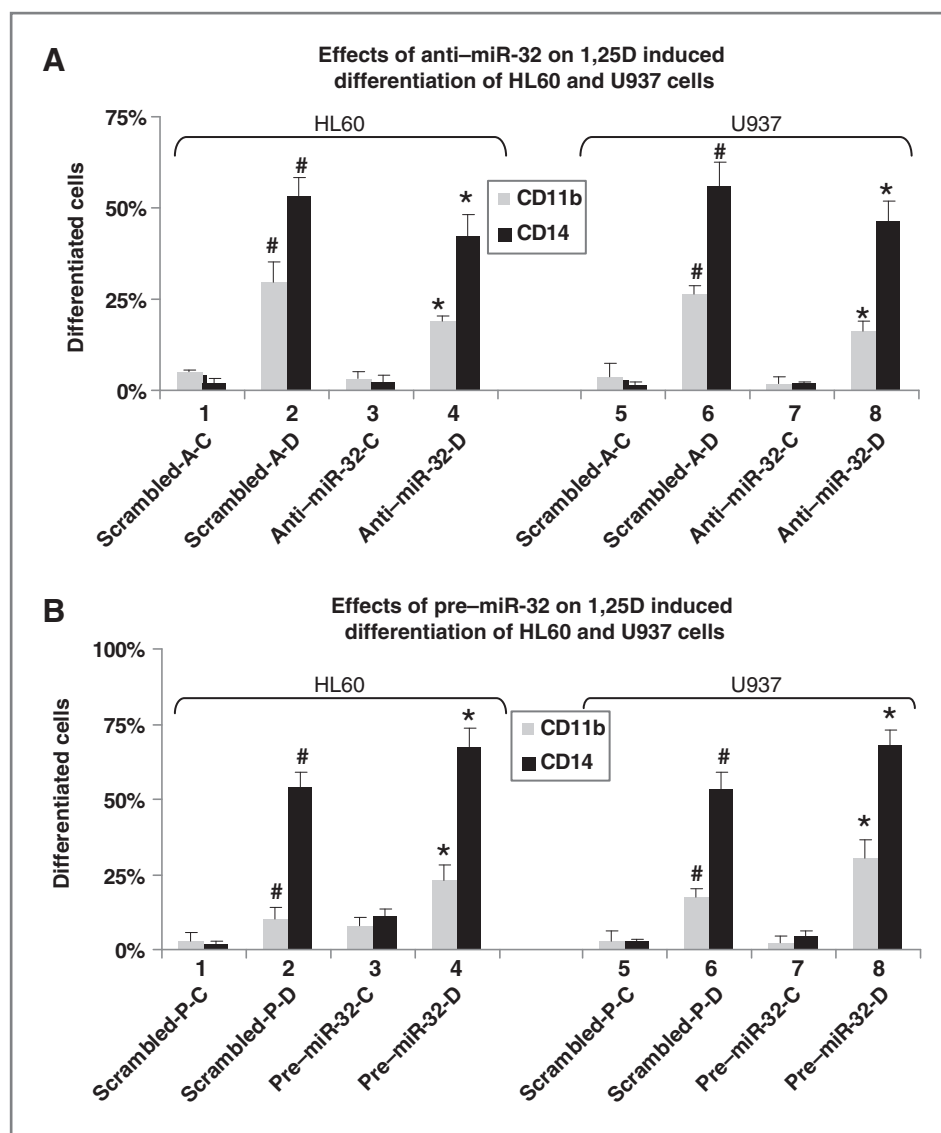 A
Effects of anti–miR-32 on 1,25D induced
differentiation of HL60 and U937 cells
75%
50%
25%
0%
Differentiated cells
HL60
U937
CD11b
CD14
# # * * # # * *
1 2 3 4 5 6 7 8
Scrambled-A-C
Scrambled-A-D
Anti–miR-32-C
Anti–miR-32-D
Scrambled-A-C
Scrambled-A-D
Anti–miR-32-C
Anti–miR-32-D
B
Effects of pre–miR-32 on 1,25D induced
differentiation of HL60 and U937 cells
100%
75%
50%
25%
0%
Differentiated cells
HL60
U937
CD11b
CD14
# # * * # # * *
1 2 3 4 5 6 7 8
Scrambled-P-C
Scrambled-P-D
Pre–miR-32-C
Pre–miR-32-D
Scrambled-P-C
Scrambled-P-D
Pre–miR-32-C
Pre–miR-32-D